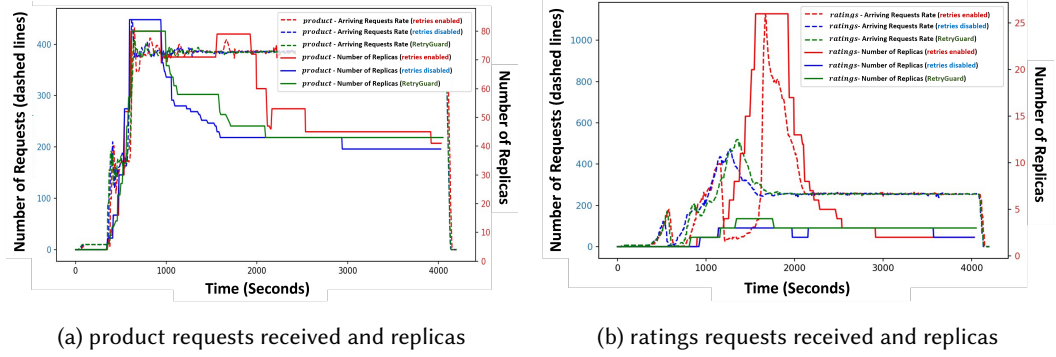 Number of Requests (dashed lines)
400
300
200
100
0
product - Arriving Requests Rate (retries enabled)
product - Arriving Requests Rate (retries disabled)
product - Arriving Requests Rate (RetryGuard)
product - Number of Replicas (retries enabled)
product - Number of Replicas (retries disabled)
product - Number of Replicas (RetryGuard)
80
70
60
50
40
30
20
10
0
Number of Replicas
0
1000
2000
3000
4000
Time (Seconds)
(a) product requests received and replicas
Number of Requests (dashed lines)
1000
800
600
400
200
0
ratings - Arriving Requests Rate (retries enabled)
ratings - Arriving Requests Rate (retries disabled)
ratings - Arriving Requests Rate (RetryGuard)
ratings- Number of Replicas (retries enabled)
ratings- Number of Replicas (retries disabled)
ratings- Number of Replicas (RetryGuard)
25
20
15
10
5
0
Number of Replicas
0
1000
2000
3000
4000
Time (Seconds)
(b) ratings requests received and replicas